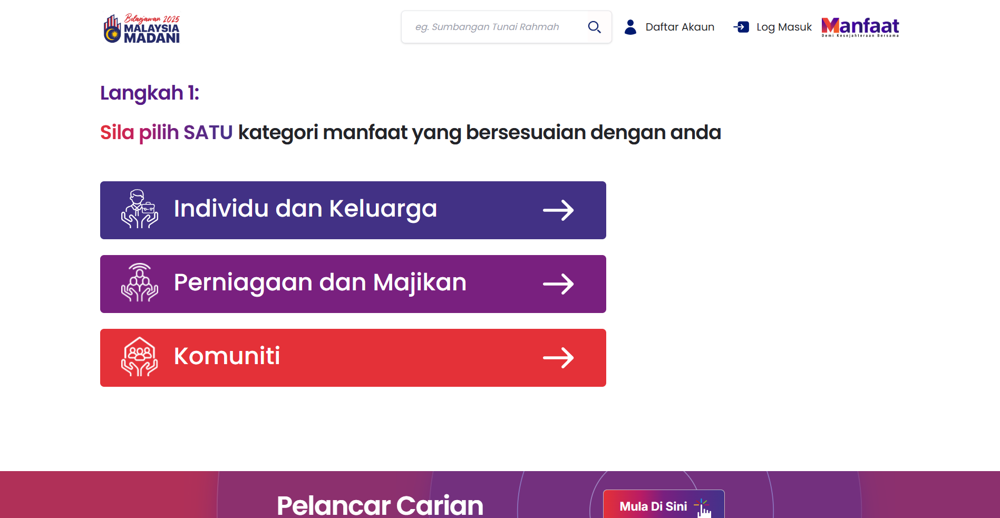 Belanjawan 2025
MALAYSIA
MADANI
eg. Sumbangan Tunai Rahmah
Daftar Akaun
Log Masuk
Manfaat
Demi Kesejahteraan Bersama
Langkah 1:
Sila pilih SATU kategori manfaat yang bersesuaian dengan anda
Individu dan Keluarga
Perniagaan dan Majikan
Komuniti
Pelancar Carian
Mula Di Sini